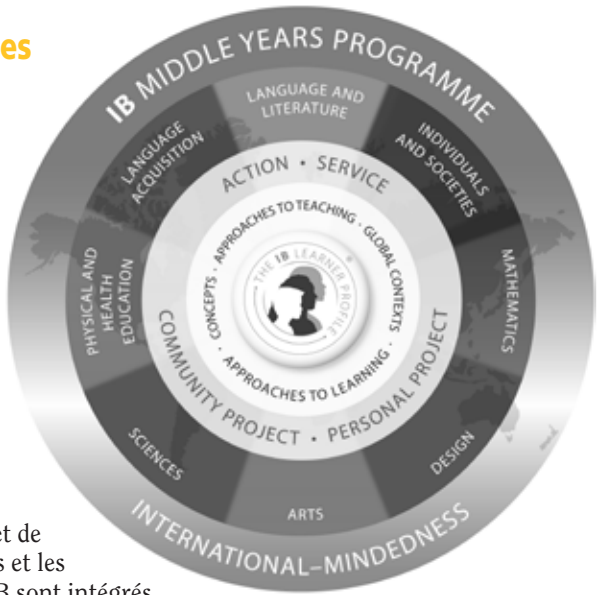 es
IB MIDDLE YEARS PROGRAMME
LANGUAGE AND
LITERATURE
INDIVIDUALS
AND SOCIETIES
MATHEMATICS
DESIGN
ARTS
SCIENCES
PHYSICAL AND
HEALTH
EDUCATION
LANGUAGE
ACQUISITION
ACTION • SERVICE
PERSONAL PROJECT
COMMUNITY PROJECT
APPROACHES TO TEACHING
GLOBAL CONTEXTS
APPROACHES TO LEARNING
CONCEPTS
THE IB LEARNER PROFILE
INTERNATIONAL–MINDEDNESS
et de
s et les
B sont intégrés